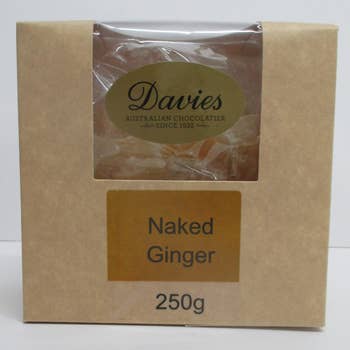 Davies
AUSTRALIAN CHOCOLATIER
SINCE 1932
Naked
Ginger
250g